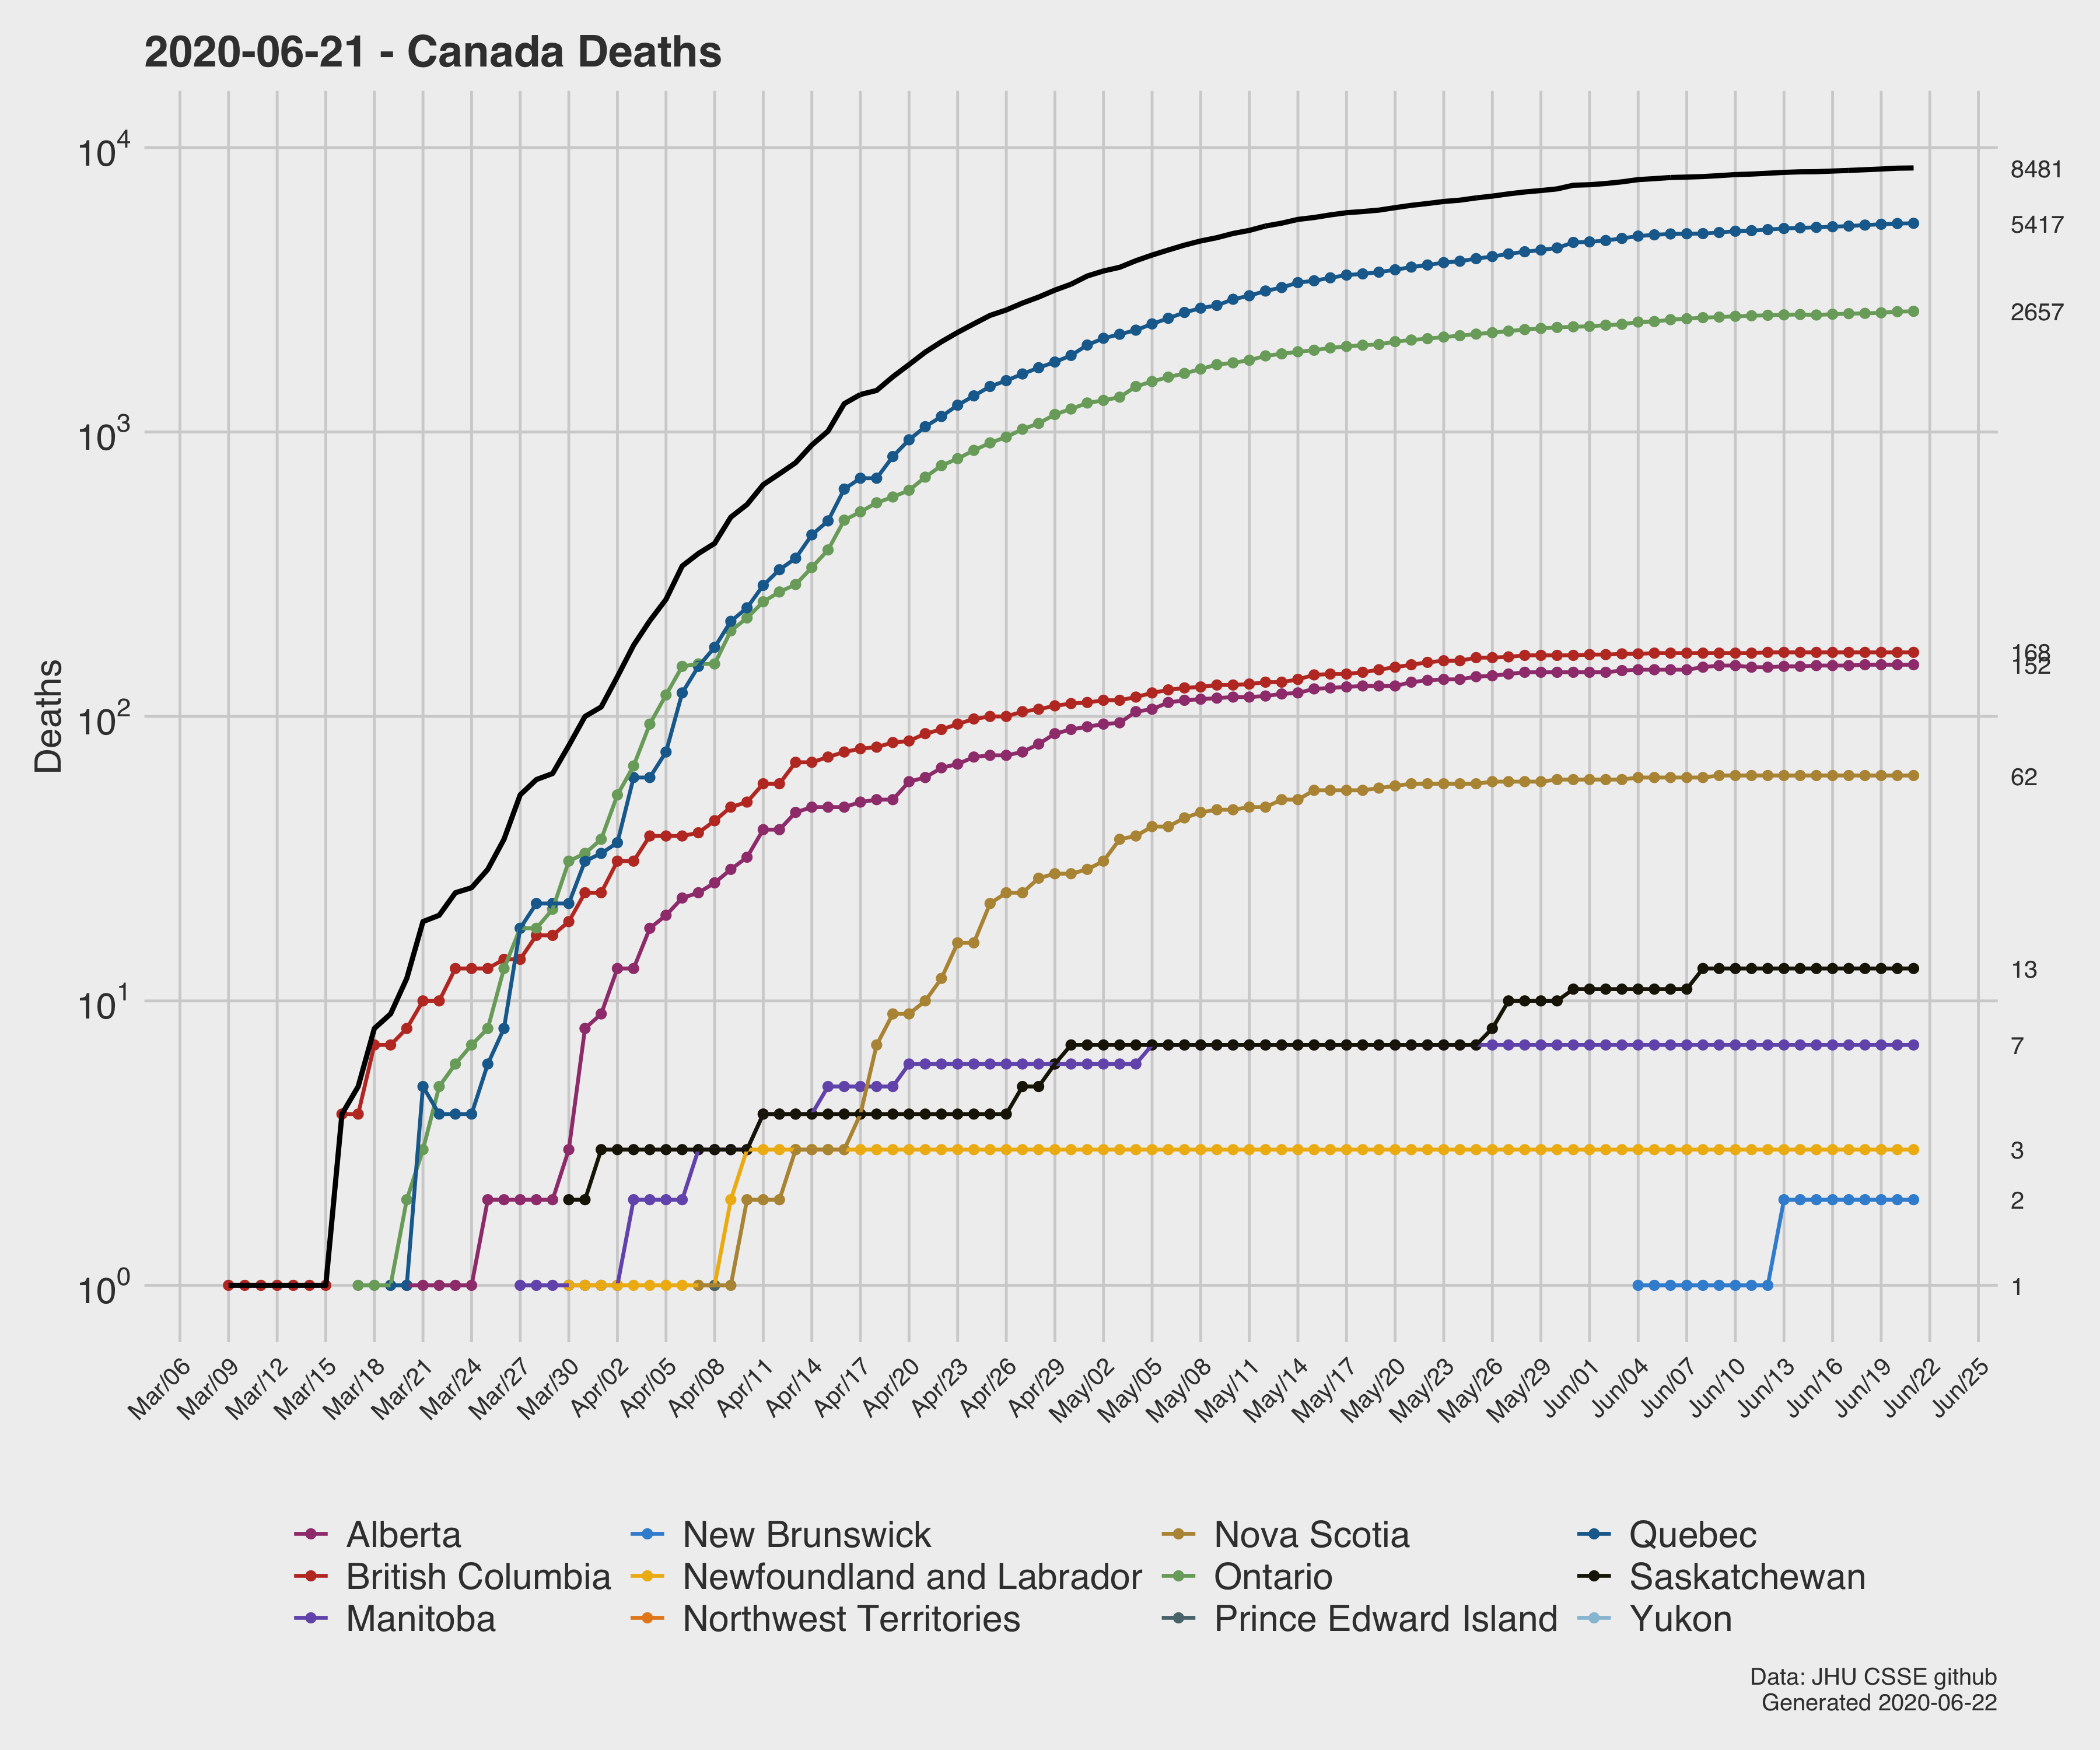 2020-06-21 - Canada Deaths
10^4
10^3
10^2
10^1
10^0
Deaths
8481
5417
2657
168
152
62
13
7
3
2
1
Mar/06
Mar/09
Mar/12
Mar/15
Mar/18
Mar/21
Mar/24
Mar/27
Mar/30
Apr/02
Apr/05
Apr/08
Apr/11
Apr/14
Apr/17
Apr/20
Apr/23
Apr/26
Apr/29
May/02
May/05
May/08
May/11
May/14
May/17
May/20
May/23
May/26
May/29
Jun/01
Jun/04
Jun/07
Jun/10
Jun/13
Jun/16
Jun/19
Jun/22
Jun/25
Alberta
New Brunswick
Nova Scotia
Quebec
British Columbia
Newfoundland and Labrador
Ontario
Saskatchewan
Manitoba
Northwest Territories
Prince Edward Island
Yukon
Data: JHU CSSE github
Generated 2020-06-22